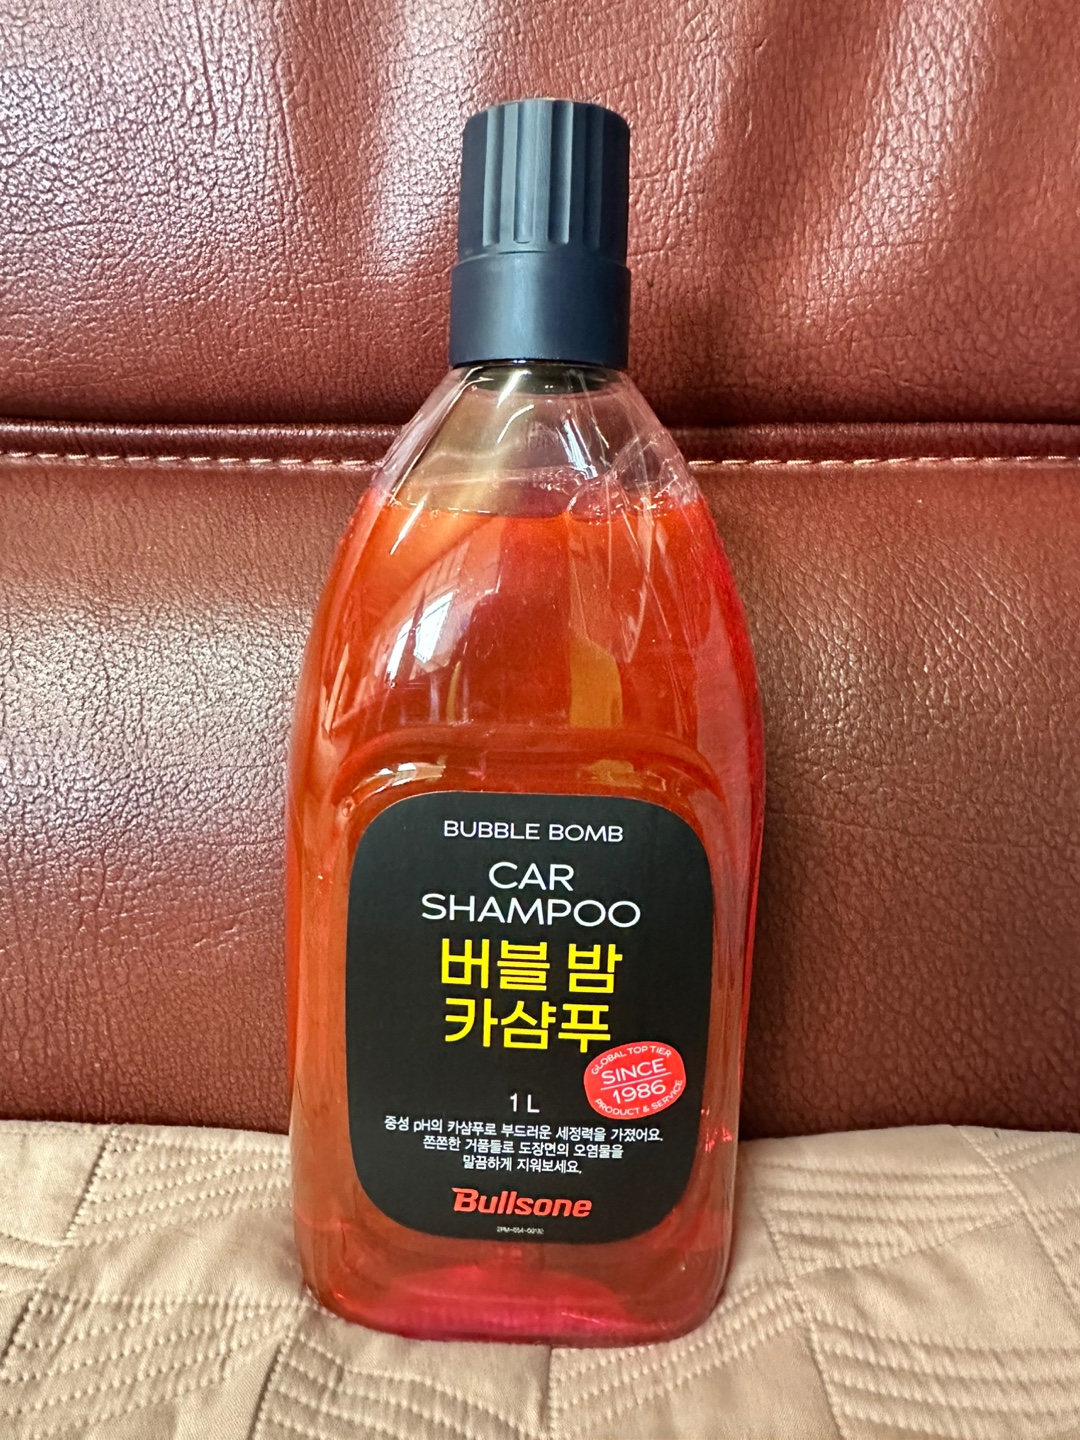 BUBBLE BOMB
CAR
SHAMPOO
버블 밤
카샴푸
GLOBAL TOP TIER
SINCE
1986
PRODUCT & SERVICE
1 L
중성 pH의 카샴푸로 부드러운 세정력을 가졌어요.
쫀쫀한 거품들로 도장면의 오염물을
말끔하게 지워보세요.
Bullsone